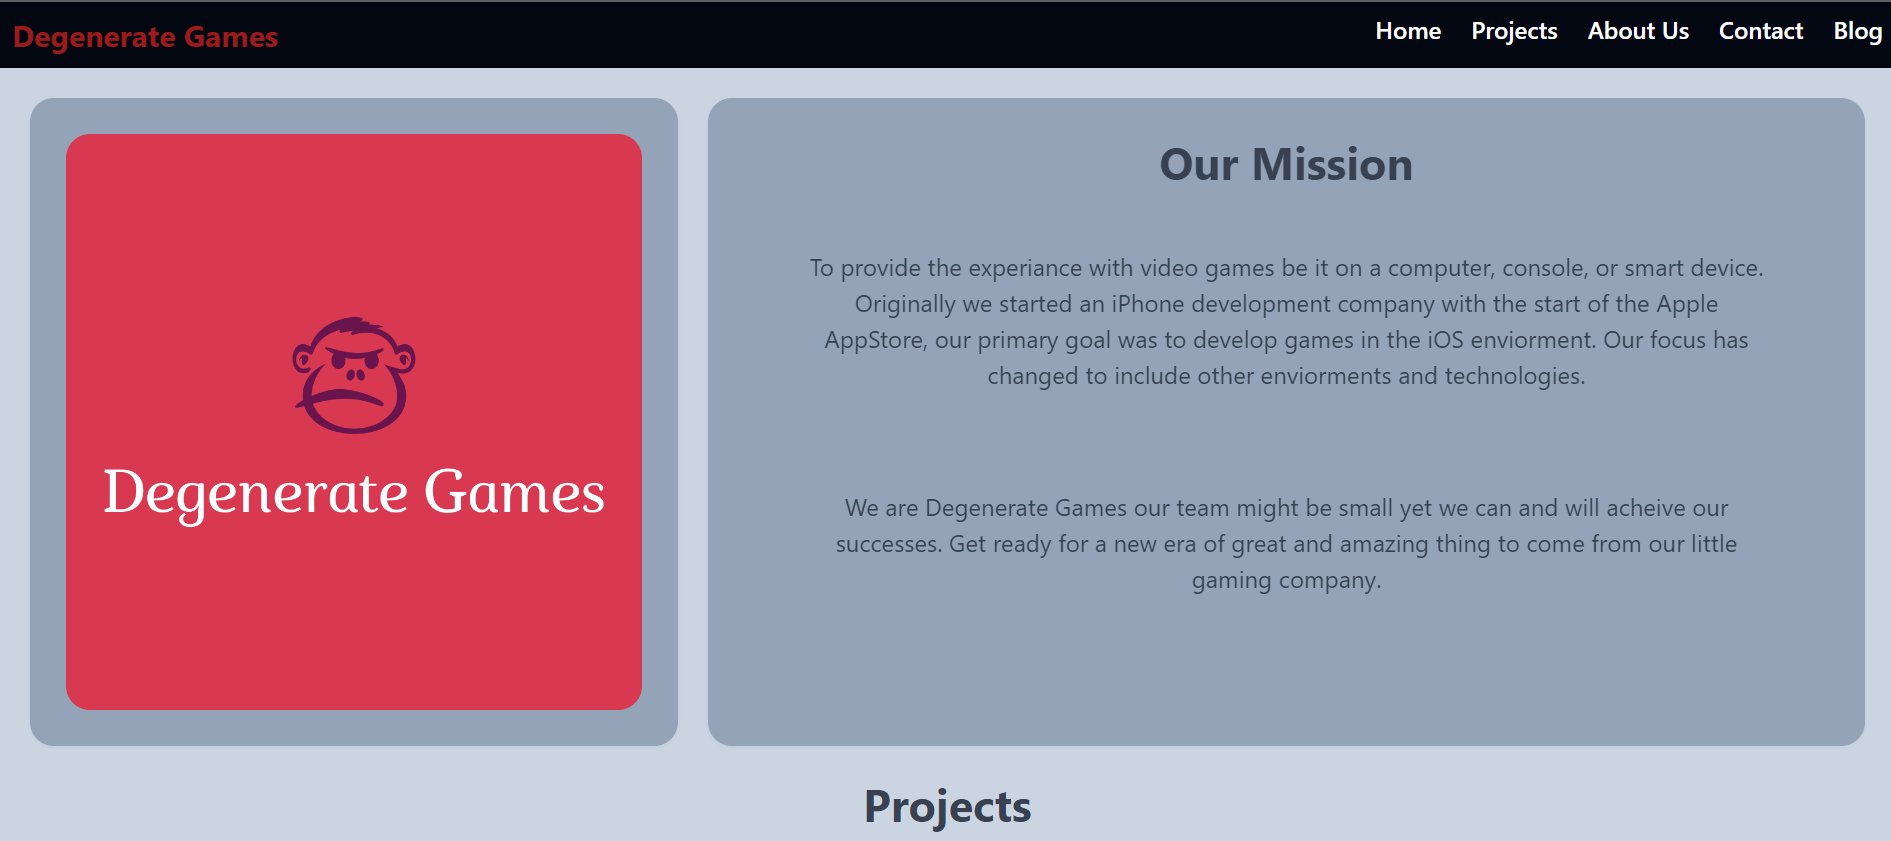 Degenerate Games
Home Projects About Us Contact Blog
Degenerate Games
Our Mission
To provide the experiance with video games be it on a computer, console, or smart device.
Originally we started an iPhone development company with the start of the Apple
AppStore, our primary goal was to develop games in the iOS enviorment. Our focus has
changed to include other enviorments and technologies.
We are Degenerate Games our team might be small yet we can and will acheive our
successes. Get ready for a new era of great and amazing thing to come from our little
gaming company.
Projects